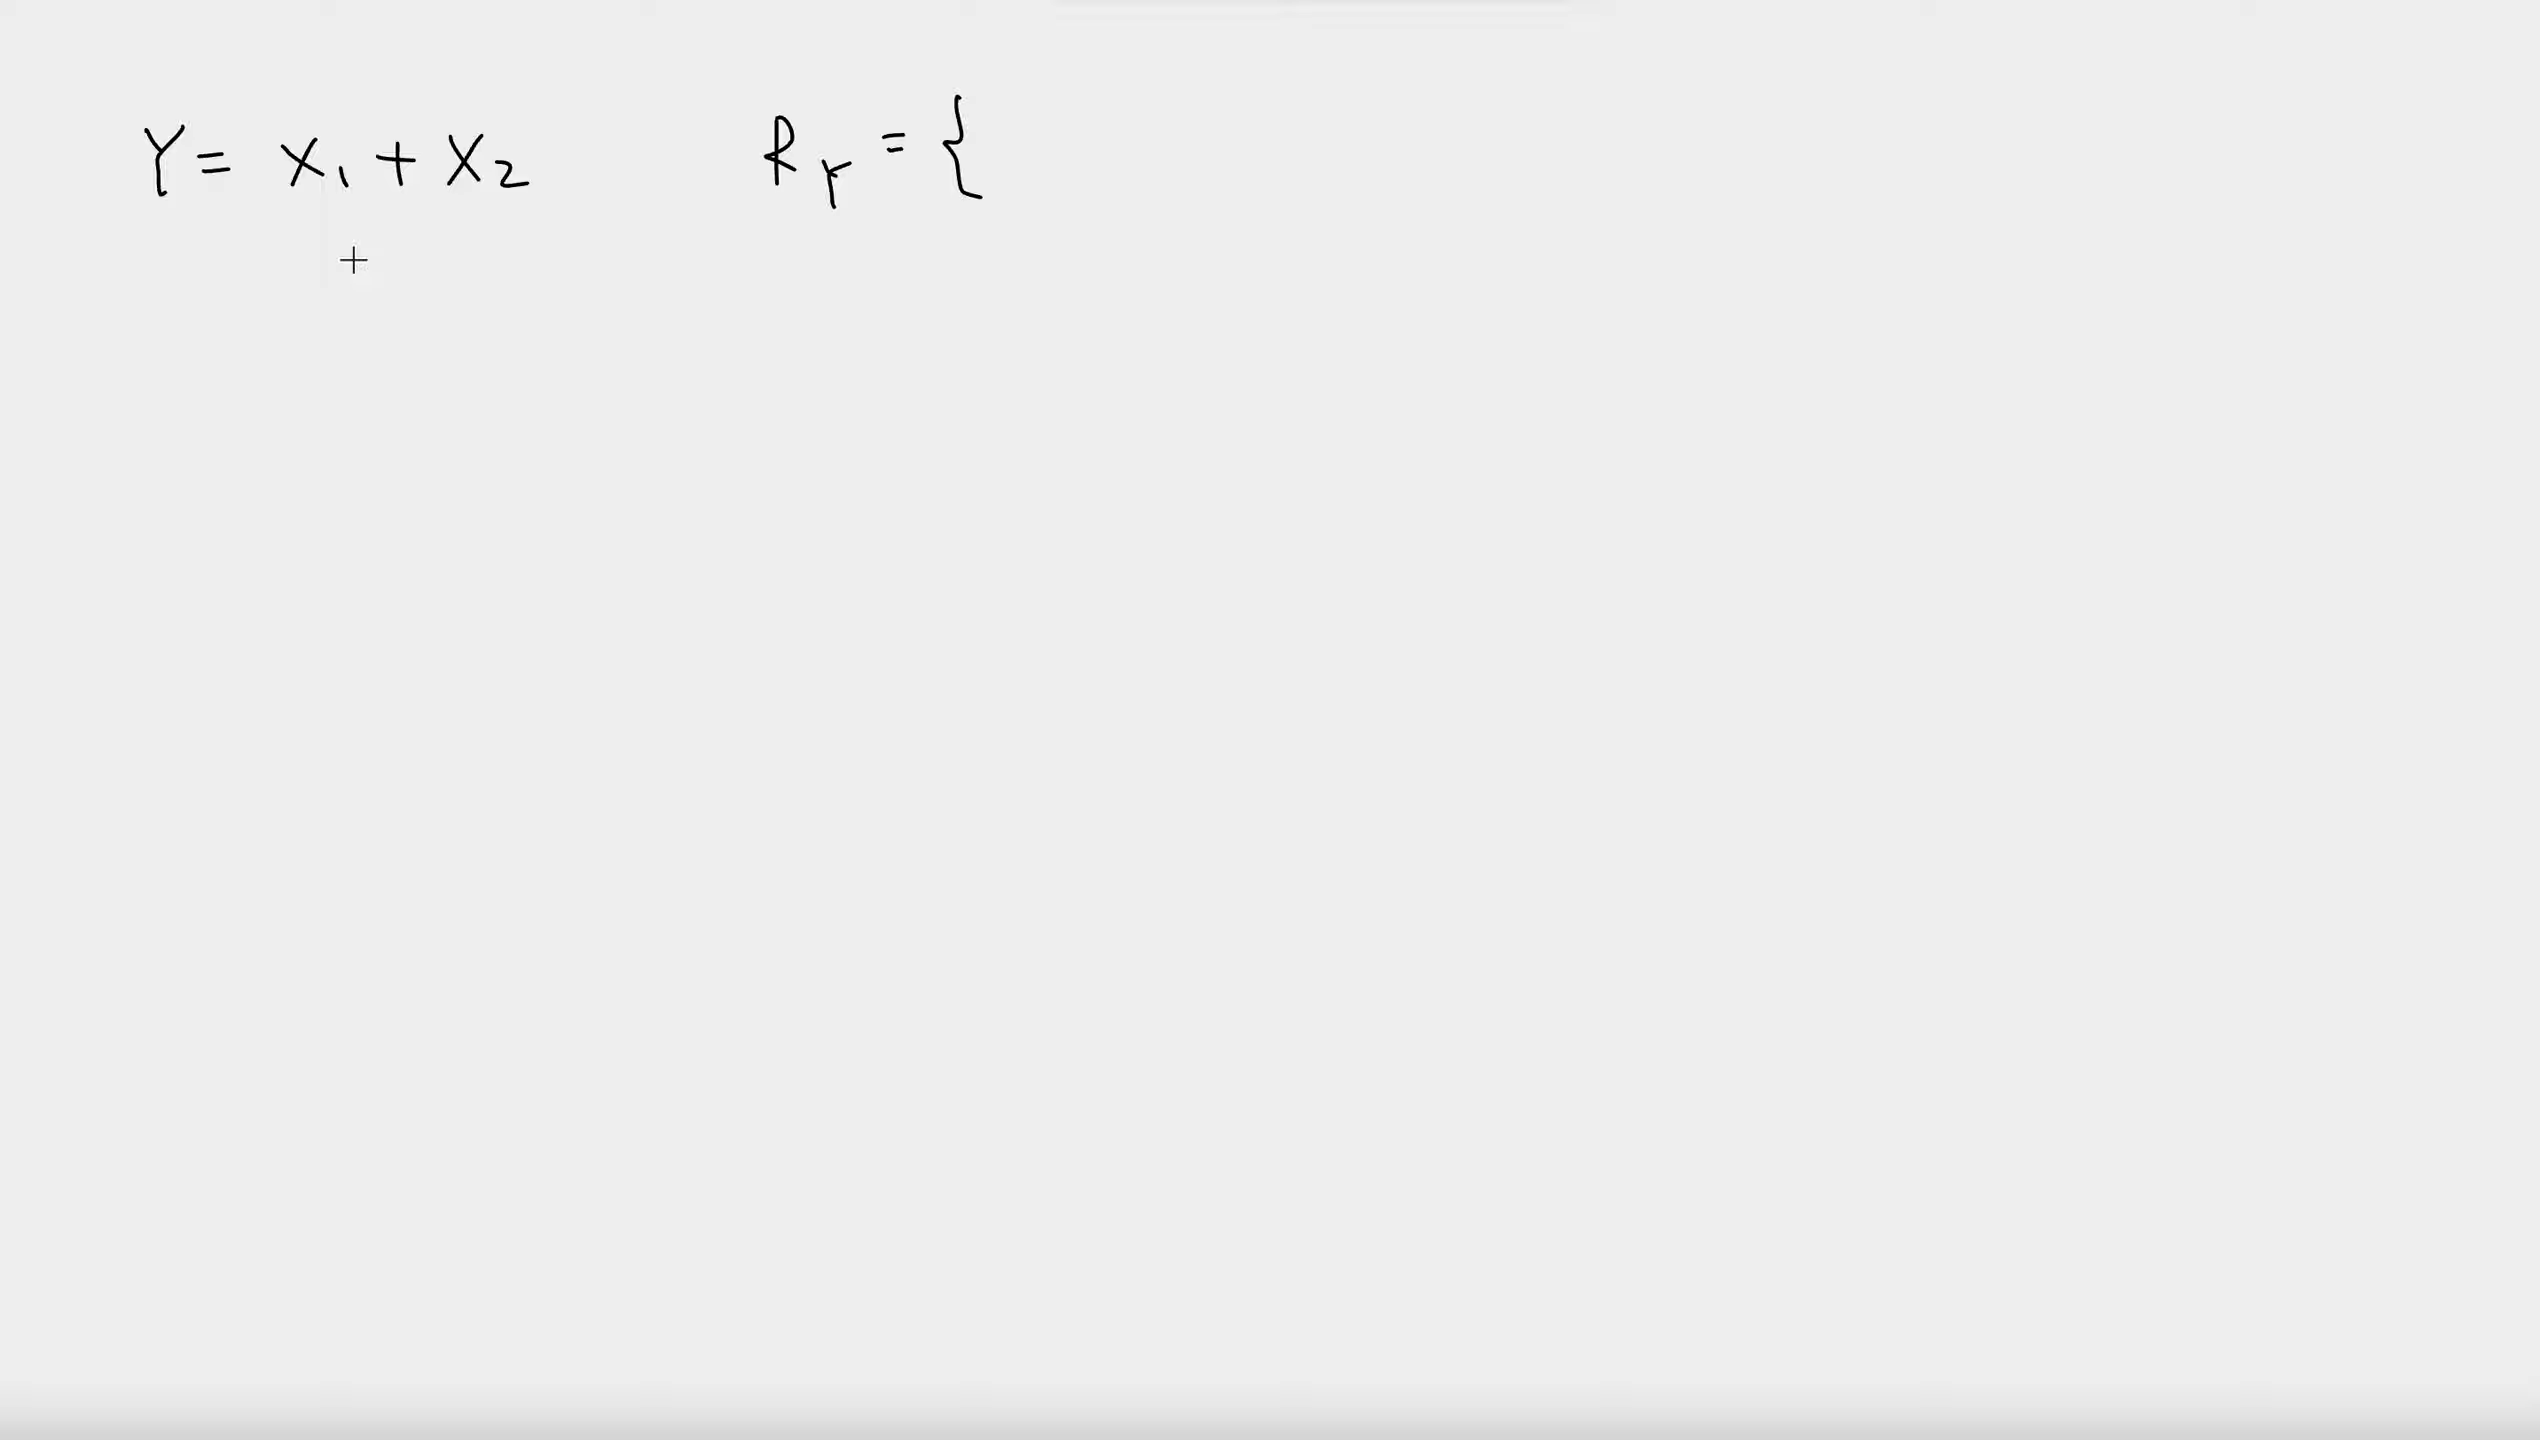 Y = X₁ + X₂ R_Y = {